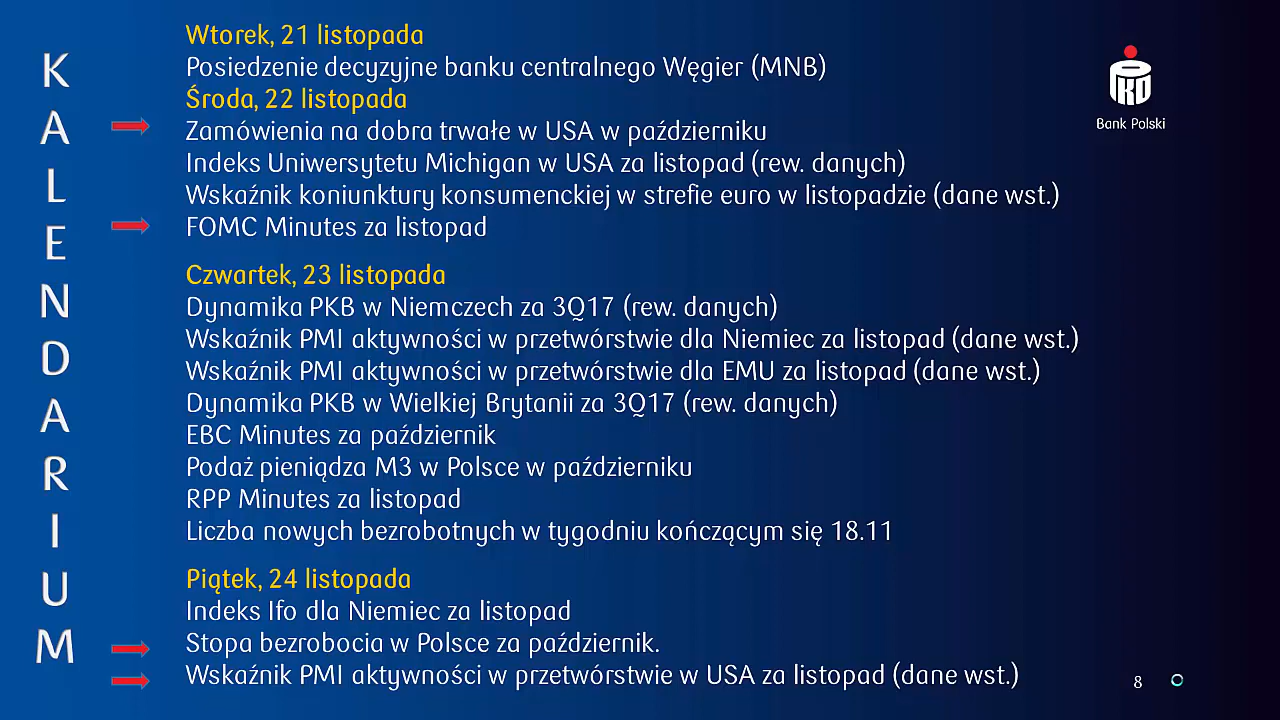 KALENDARIUM
Wtorek, 21 listopada
Posiedzenie decyzyjne banku centralnego Węgier (MNB)
Środa, 22 listopada
Zamówienia na dobra trwałe w USA w październiku
Indeks Uniwersytetu Michigan w USA za listopad (rew. danych)
Wskaźnik koniunktury konsumenckiej w strefie euro w listopadzie (dane wst.)
FOMC Minutes za listopad
Czwartek, 23 listopada
Dynamika PKB w Niemczech za 3Q17 (rew. danych)
Wskaźnik PMI aktywności w przetwórstwie dla Niemiec za listopad (dane wst.)
Wskaźnik PMI aktywności w przetwórstwie dla EMU za listopad (dane wst.)
Dynamika PKB w Wielkiej Brytanii za 3Q17 (rew. danych)
EBC Minutes za październik
Podaż pieniądza M3 w Polsce w październiku
RPP Minutes za listopad
Liczba nowych bezrobotnych w tygodniu kończącym się 18.11
Piątek, 24 listopada
Indeks Ifo dla Niemiec za listopad
Stopa bezrobocia w Polsce za październik.
Wskaźnik PMI aktywności w przetwórstwie w USA za listopad (dane wst.)
PKO
Bank Polski
8